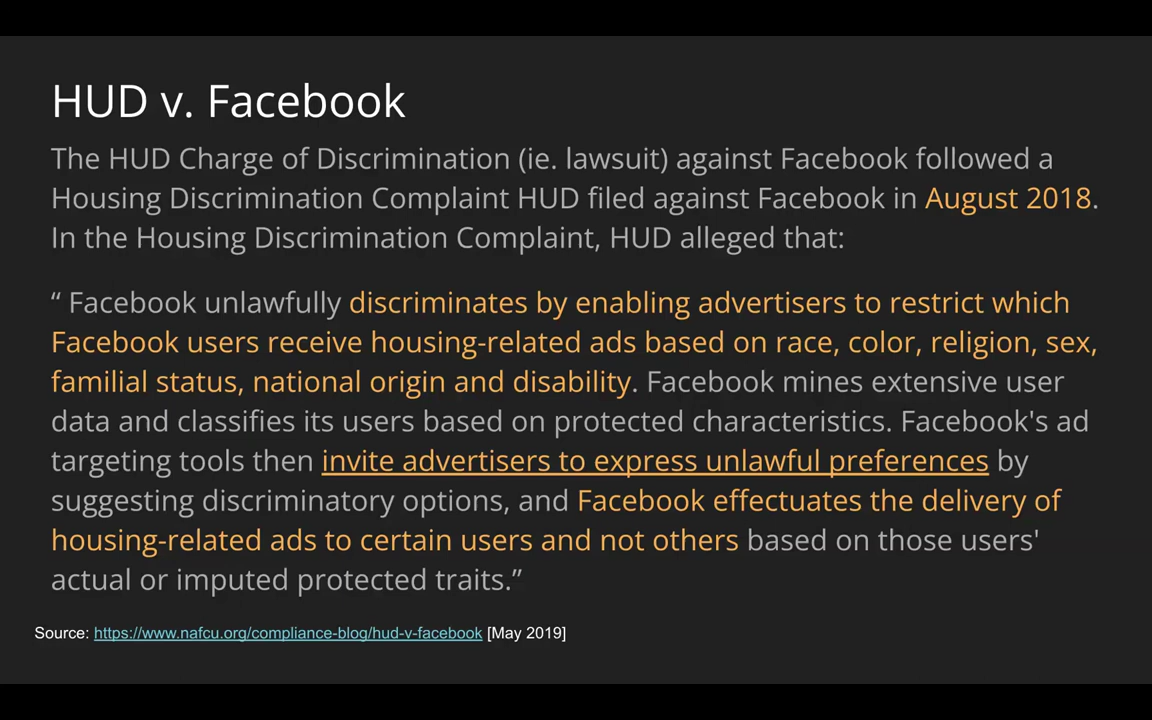 HUD v. Facebook
The HUD Charge of Discrimination (ie. lawsuit) against Facebook followed a
Housing Discrimination Complaint HUD filed against Facebook in August 2018.
In the Housing Discrimination Complaint, HUD alleged that:
“ Facebook unlawfully discriminates by enabling advertisers to restrict which
Facebook users receive housing-related ads based on race, color, religion, sex,
familial status, national origin and disability. Facebook mines extensive user
data and classifies its users based on protected characteristics. Facebook's ad
targeting tools then invite advertisers to express unlawful preferences by
suggesting discriminatory options, and Facebook effectuates the delivery of
housing-related ads to certain users and not others based on those users'
actual or imputed protected traits.”
Source: https://www.nafcu.org/compliance-blog/hud-v-facebook [May 2019]